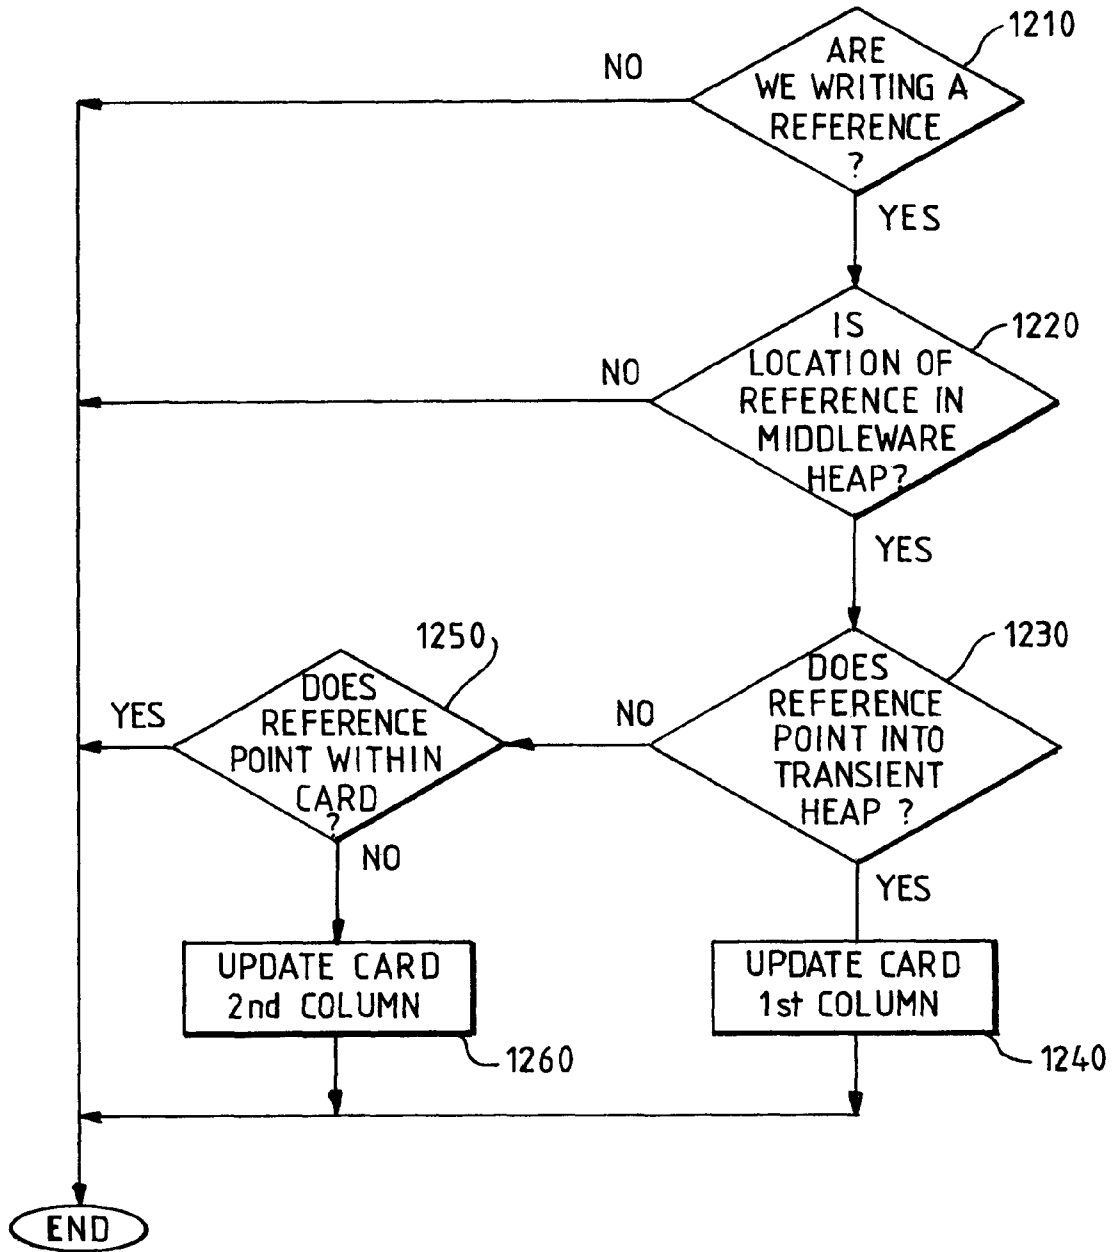 1210
ARE
WE WRITING A
REFERENCE
?
NO
YES
1220
IS
LOCATION OF
REFERENCE IN
MIDDLEWARE
HEAP?
NO
YES
1230
DOES
REFERENCE
POINT INTO
TRANSIENT
HEAP ?
NO
YES
1250
DOES
REFERENCE
POINT WITHIN
CARD
?
YES
NO
UPDATE CARD
2nd COLUMN
1260
UPDATE CARD
1st COLUMN
1240
END